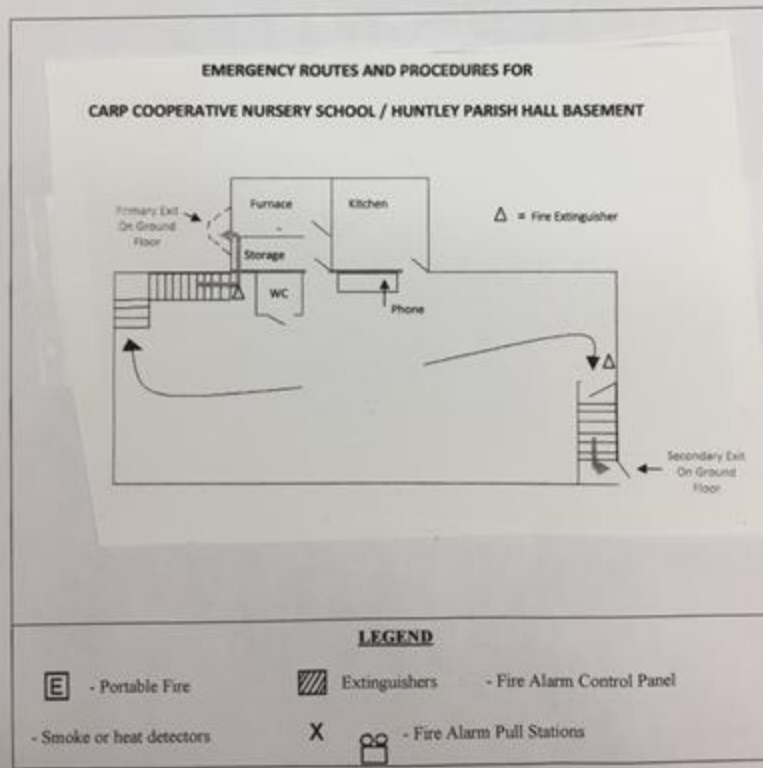 EMERGENCY ROUTES AND PROCEDURES FOR
CARP COOPERATIVE NURSERY SCHOOL / HUNTLEY PARISH HALL BASEMENT
Primary Exit
On Ground
Floor
Furnace
Kitchen
Δ = Fire Extinguisher
Storage
WC
Phone
Secondary Exit
On Ground
Floor
LEGEND
E - Portable Fire
Extinguishers
- Fire Alarm Control Panel
- Smoke or heat detectors
X
- Fire Alarm Pull Stations